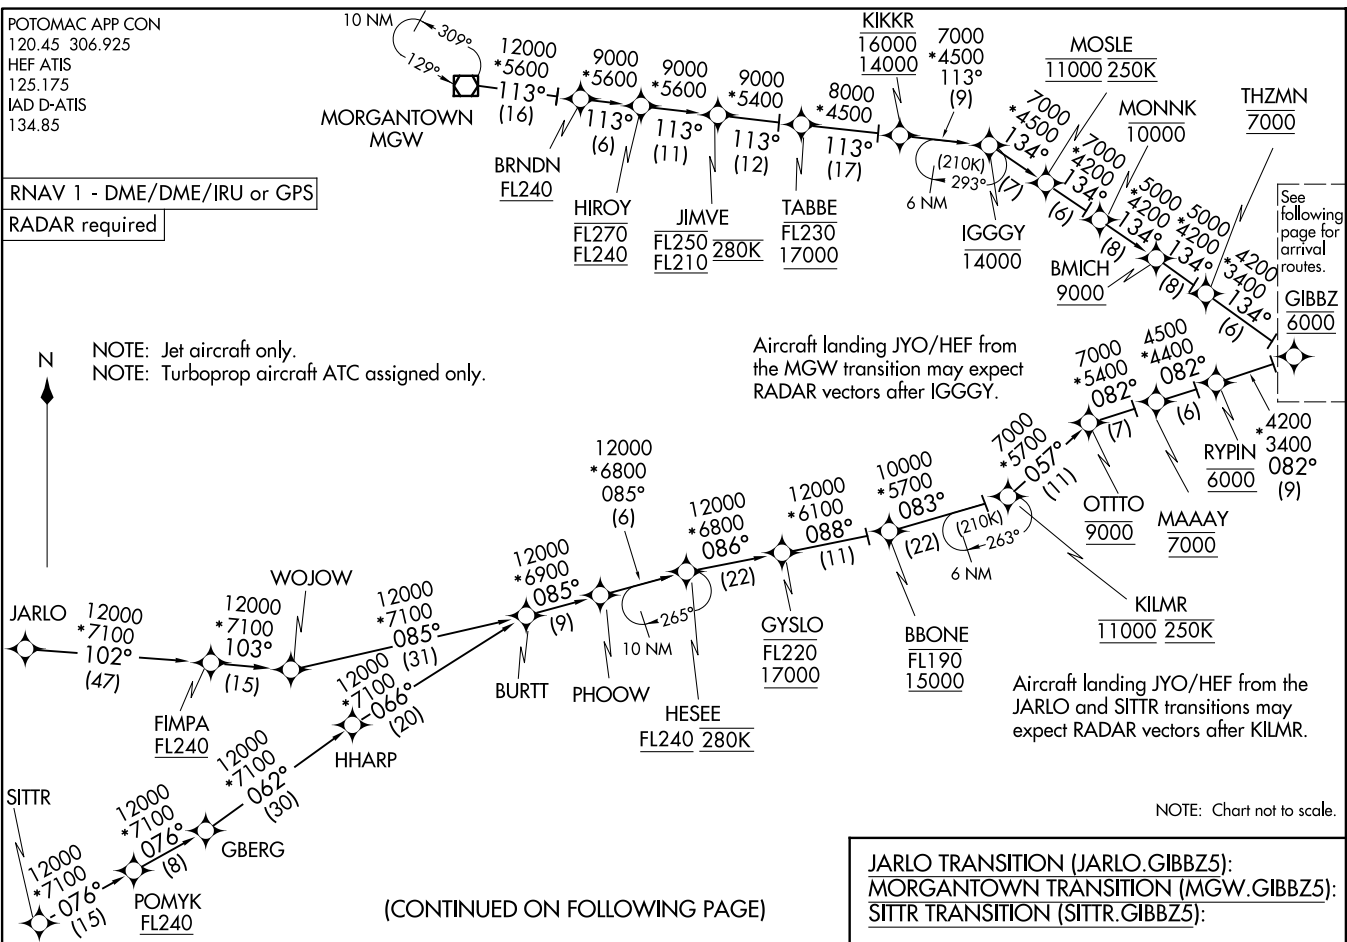 POTOMAC APP CON
120.45 306.925
HEF ATIS
125.175
IAD D-ATIS
134.85
RNAV 1 - DME/DME/IRU or GPS
RADAR required
10 NM
309°
129°
MORGANTOWN
MGW
12000
*5600
113°
(16)
BRNDN
FL240
9000
*5600
113°
(6)
HIROY
FL270
FL240
9000
*5600
113°
(11)
JIMVE
FL250
FL210
280K
9000
*5400
113°
(12)
TABBE
FL230
17000
8000
*4500
113°
(17)
KIKKR
16000
14000
7000
*4500
113°
(9)
(210K)
293°
6 NM
IGGGY
14000
7000
*4500
134°
(7)
MOSLE
11000 250K
7000
*4200
134°
(6)
MONNK
10000
5000
*4200
134°
(8)
BMICH
9000
5000
*4200
134°
(8)
THZMN
7000
4200
*3400
134°
(6)
See
following
page for
arrival
routes.
GIBBZ
6000
N
NOTE: Jet aircraft only.
NOTE: Turboprop aircraft ATC assigned only.
Aircraft landing JYO/HEF from
the MGW transition may expect
RADAR vectors after IGGGY.
JARLO
12000
*7100
102°
(47)
FIMPA
FL240
12000
*7100
103°
(15)
WOJOW
12000
*7100
085°
(31)
SITTR
12000
*7100
076°
(15)
POMYK
FL240
12000
*7100
076°
(8)
GBERG
12000
*7100
062°
(30)
HHARP
12000
*7100
066°
(20)
BURTT
12000
*6900
085°
(9)
PHOOW
12000
*6800
085°
(6)
10 NM
265°
HESEE
FL240 280K
12000
*6800
086°
(22)
GYSLO
FL220
17000
12000
*6100
088°
(11)
BBONE
FL190
15000
10000
*5700
083°
(22)
(210K)
263°
6 NM
KILMR
11000 250K
7000
*5700
057°
(11)
OTTTO
9000
7000
*5400
082°
(7)
MAAAY
7000
4500
*4400
082°
(6)
RYPIN
6000
*4200
3400
082°
(9)
Aircraft landing JYO/HEF from the
JARLO and SITTR transitions may
expect RADAR vectors after KILMR.
NOTE: Chart not to scale.
(CONTINUED ON FOLLOWING PAGE)
JARLO TRANSITION (JARLO.GIBBZ5):
MORGANTOWN TRANSITION (MGW.GIBBZ5):
SITTR TRANSITION (SITTR.GIBBZ5):